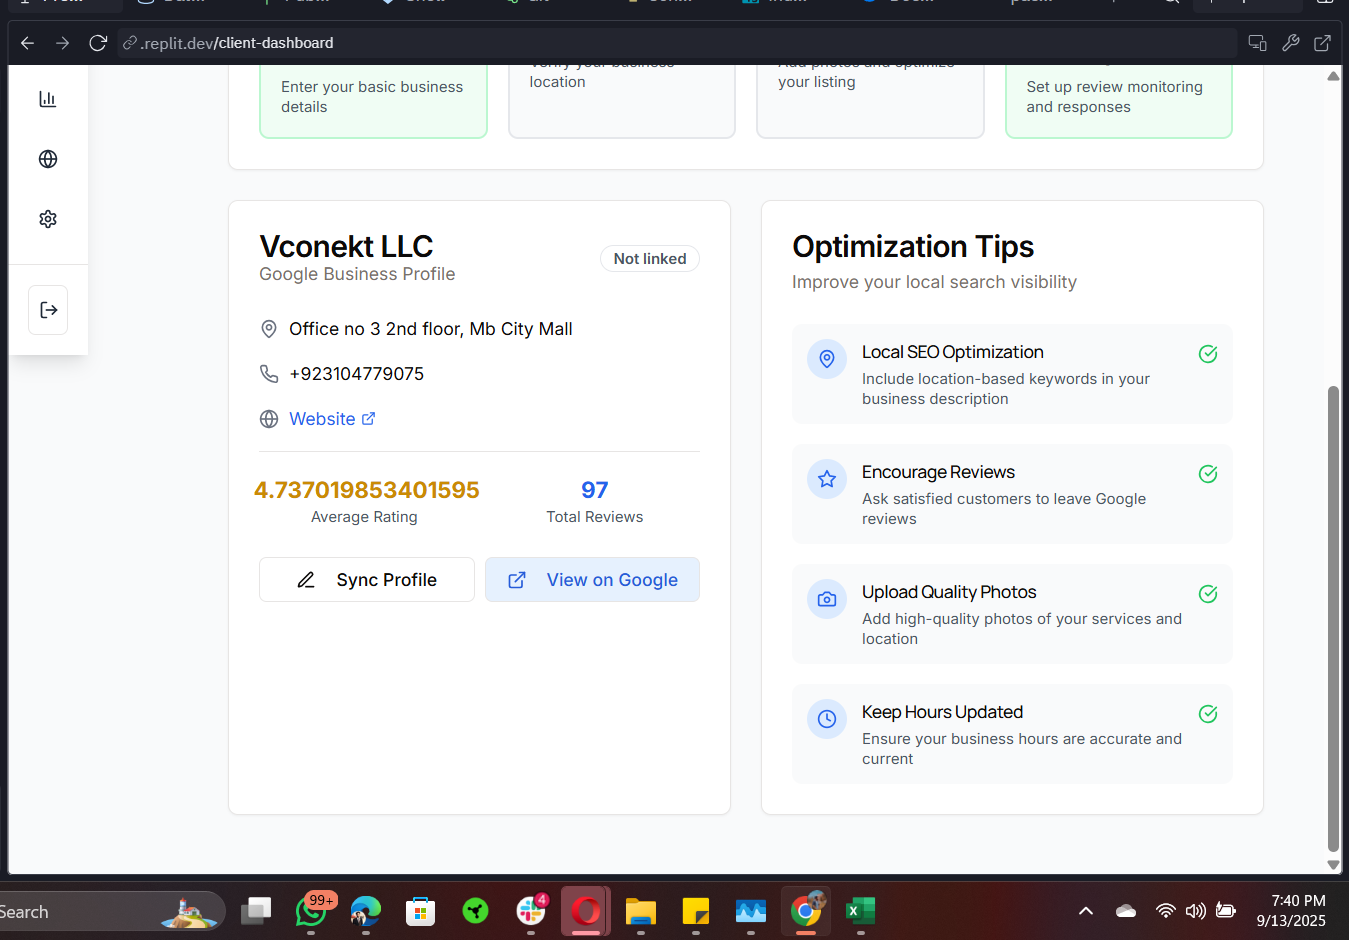 .replit.dev/client-dashboard
Enter your basic business
details
location
your listing
Set up review monitoring
and responses
Vconekt LLC
Google Business Profile
Not linked
Office no 3 2nd floor, Mb City Mall
+923104779075
Website
4.737019853401595
Average Rating
97
Total Reviews
Sync Profile
View on Google
Optimization Tips
Improve your local search visibility
Local SEO Optimization
Include location-based keywords in your
business description
Encourage Reviews
Ask satisfied customers to leave Google
reviews
Upload Quality Photos
Add high-quality photos of your services and
location
Keep Hours Updated
Ensure your business hours are accurate and
current
Search
99+
4
7:40 PM
9/13/2025